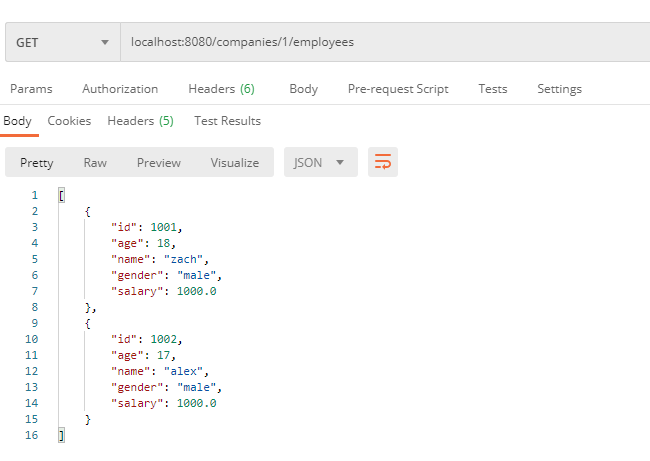 GET localhost:8080/companies/1/employees
Params Authorization Headers (6) Body Pre-request Script Tests Settings
Body Cookies Headers (5) Test Results
Pretty Raw Preview Visualize JSON
1 [
2 {
3 "id": 1001,
4 "age": 18,
5 "name": "zach",
6 "gender": "male",
7 "salary": 1000.0
8 },
9 {
10 "id": 1002,
11 "age": 17,
12 "name": "alex",
13 "gender": "male",
14 "salary": 1000.0
15 }
16 ]